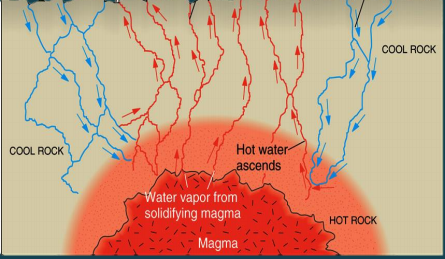 COOL ROCK
COOL ROCK
Hot water
ascends
Water vapor from
solidifying magma
HOT ROCK
Magma